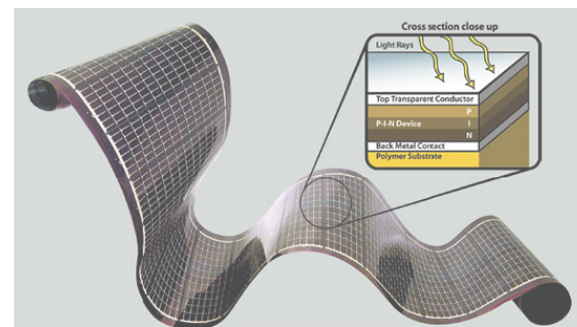 Cross section close up
Light Rays
Top Transparent Conductor
P
P-I-N Device I
N
Back Metal Contact
Polymer Substrate